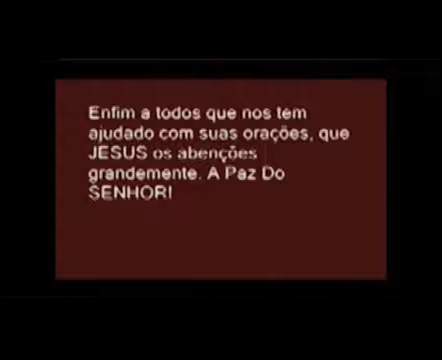 Enfim a todos que nos tem
ajudado com suas orações, que
JESUS os abenções
grandemente. A Paz Do
SENHOR!